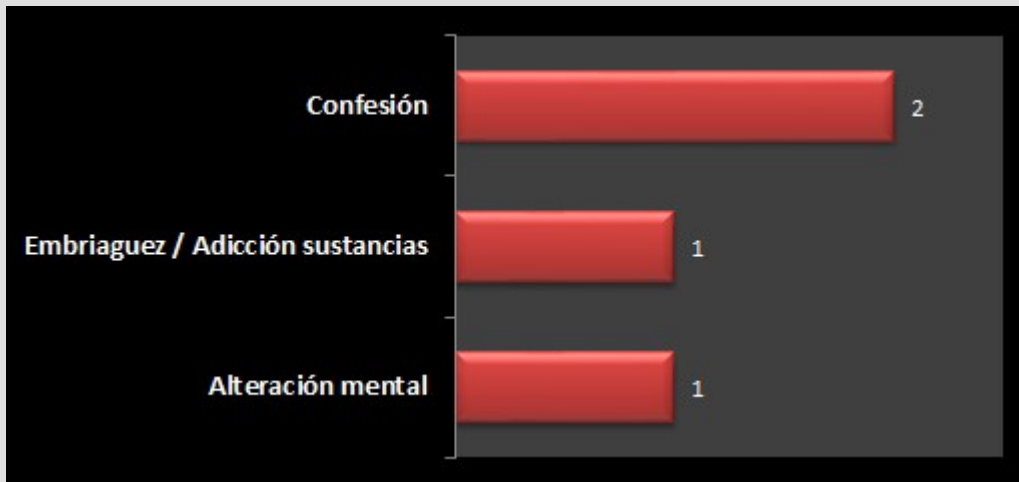 Confesión 2
Embriaguez / Adicción sustancias 1
Alteración mental 1